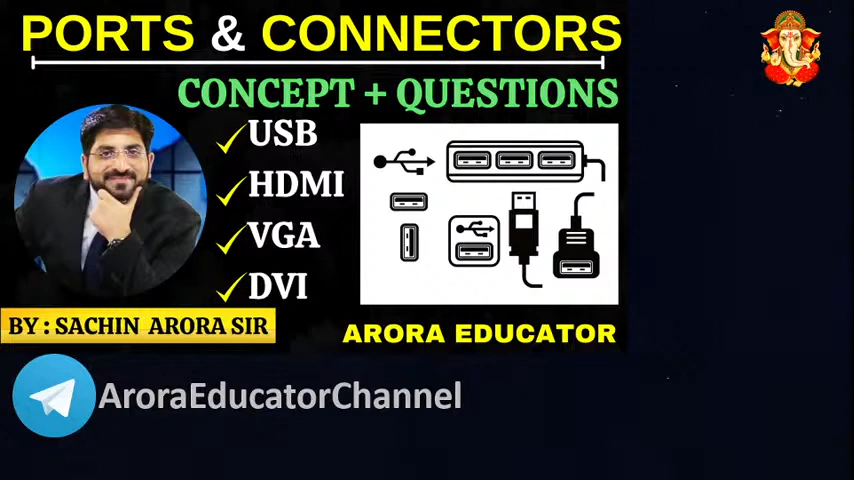 PORTS & CONNECTORS
CONCEPT + QUESTIONS
USB
HDMI
VGA
DVI
BY : SACHIN ARORA SIR
ARORA EDUCATOR
AroraEducatorChannel